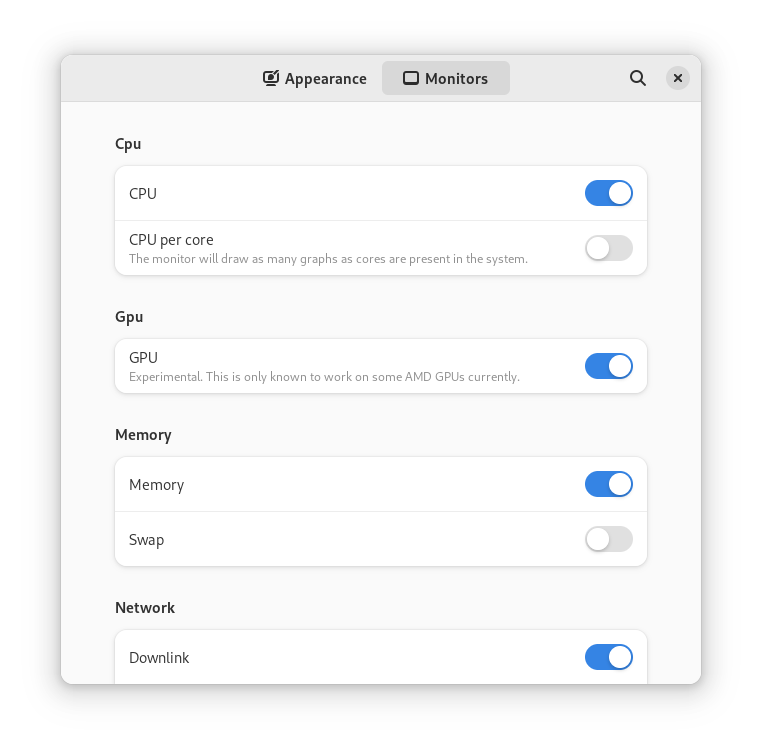 Appearance
Monitors
Cpu
CPU
CPU per core
The monitor will draw as many graphs as cores are present in the system.
Gpu
GPU
Experimental. This is only known to work on some AMD GPUs currently.
Memory
Memory
Swap
Network
Downlink